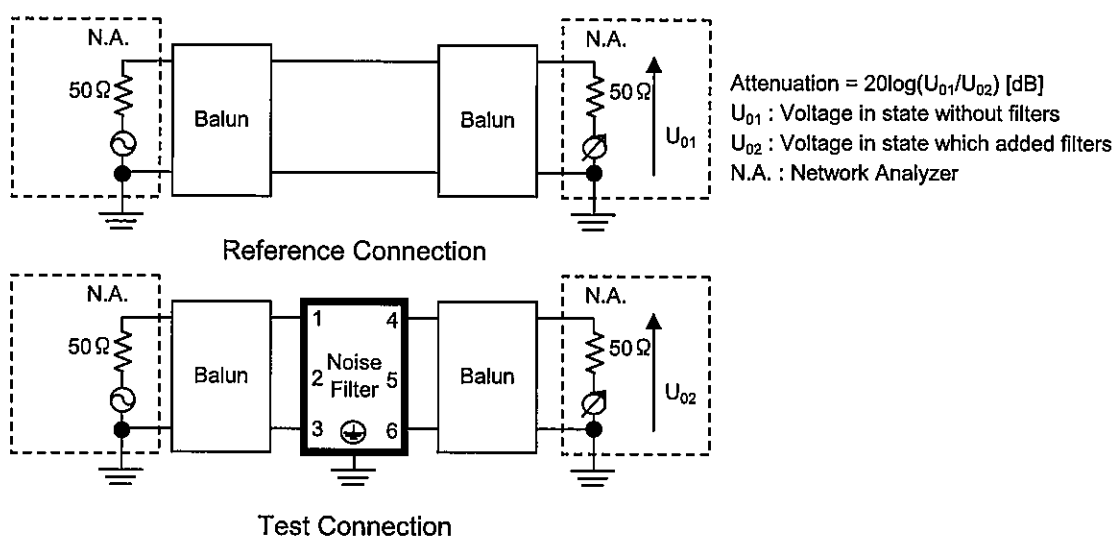 N.A.
50Ω
Balun
Balun
N.A.
50Ω
U01
Attenuation = 20log(U01/U02) [dB]
U01 : Voltage in state without filters
U02 : Voltage in state which added filters
N.A. : Network Analyzer
Reference Connection
N.A.
50Ω
Balun
1 4
2 Noise Filter 5
3 6
Balun
N.A.
50Ω
U02
Test Connection